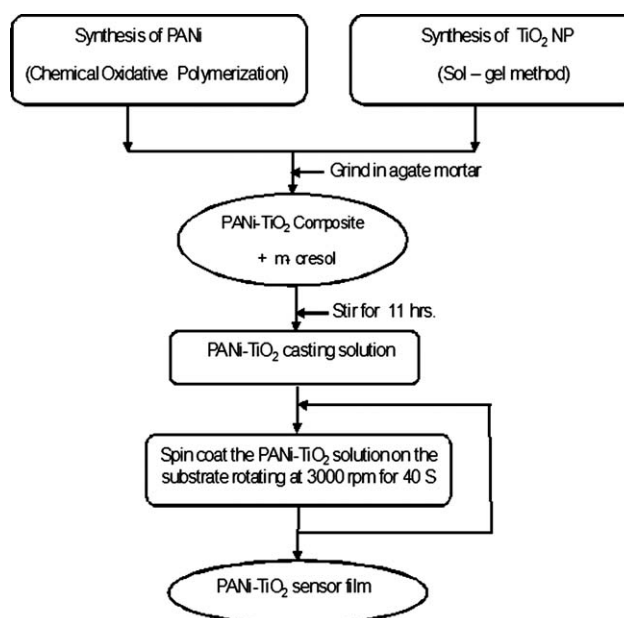 Synthesis of PANi
(Chemical Oxidative Polymerization)
Synthesis of TiO2 NP
(Sol – gel method)
Grind in agate mortar
PANi-TiO2 Composite
+ m- cresol
Stir for 11 hrs.
PANi-TiO2 casting solution
Spin coat the PANi-TiO2 solution on the
substrate rotating at 3000 rpm for 40 S
PANi-TiO2 sensor film